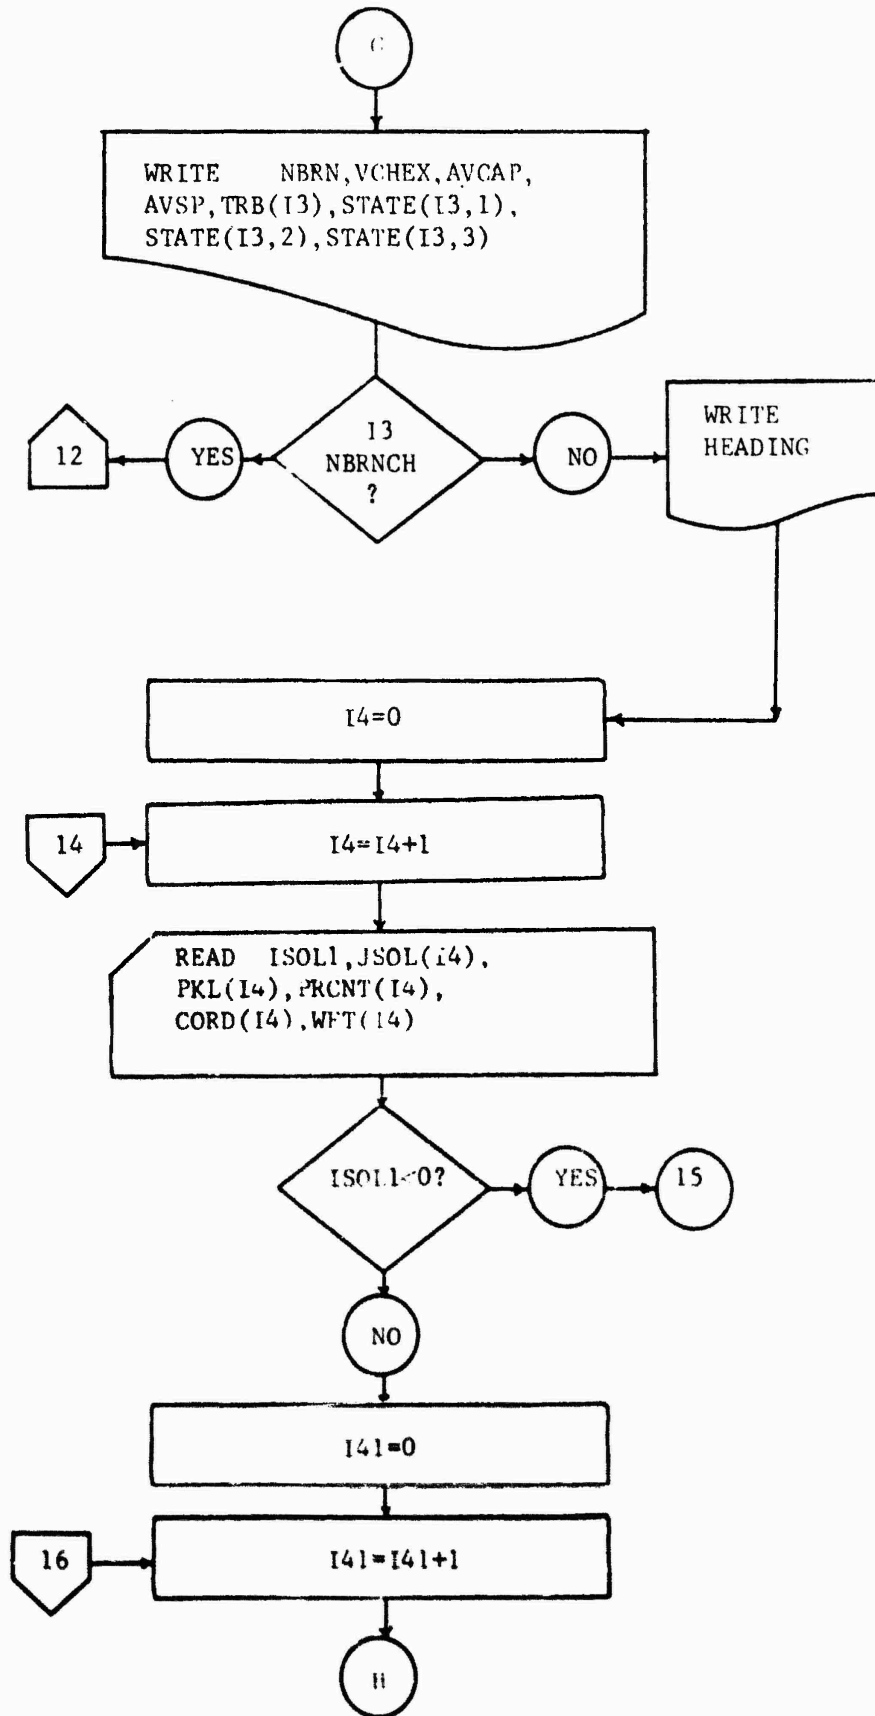 C
WRITE NBRN,VCHEX,AVCAP,
AVSP,TRB(I3),STATE(I3,1),
STATE(I3,2),STATE(I3,3)
12
YES
I3
NBRNCH
?
NO
WRITE
HEADING
I4=0
14
I4=I4+1
READ ISOL1,JSOL(I4),
PKL(I4),PRCNT(I4),
CORD(I4),WFT(I4)
ISOL1<0?
YES
15
NO
I41=0
16
I41=I41+1